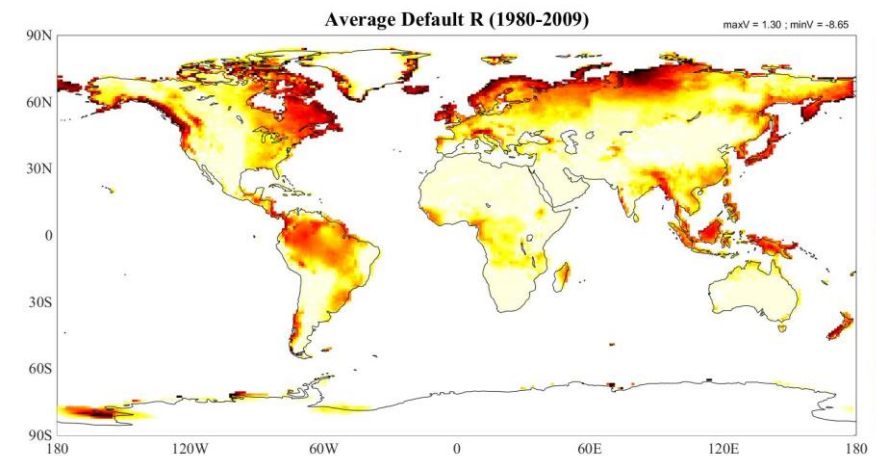 Average Default R (1980-2009)
maxV = 1.30 ; minV = -8.65
90N
60N
30N
0
30S
60S
90S
180 120W 60W 0 60E 120E 180